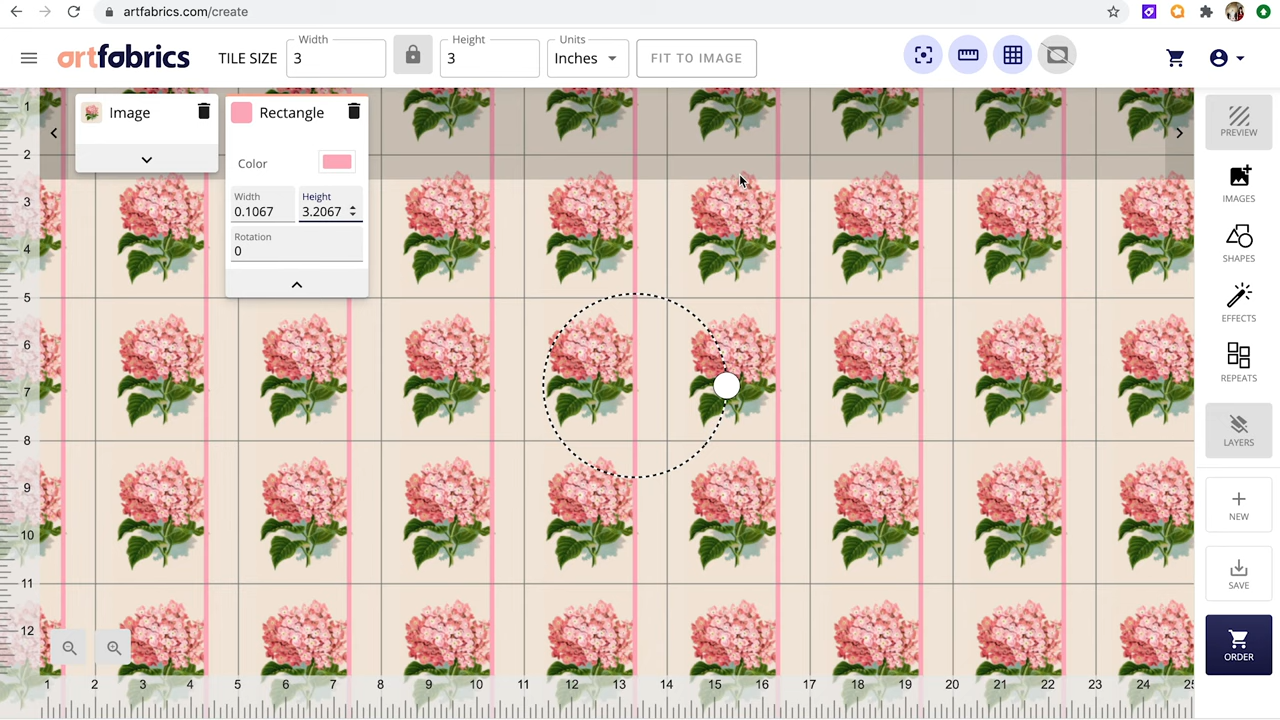 artfabrics.com/create
artfabrics
TILE SIZE
Width
3
Height
3
Units
Inches
FIT TO IMAGE
Image
Rectangle
Color
Width
0.1067
Height
3.2067
Rotation
0
PREVIEW
IMAGES
SHAPES
EFFECTS
REPEATS
LAYERS
NEW
SAVE
ORDER
1
2
3
4
5
6
7
8
9
10
11
12
1 2 3 4 5 6 7 8 9 10 11 12 13 14 15 16 17 18 19 20 21 22 23 24 25